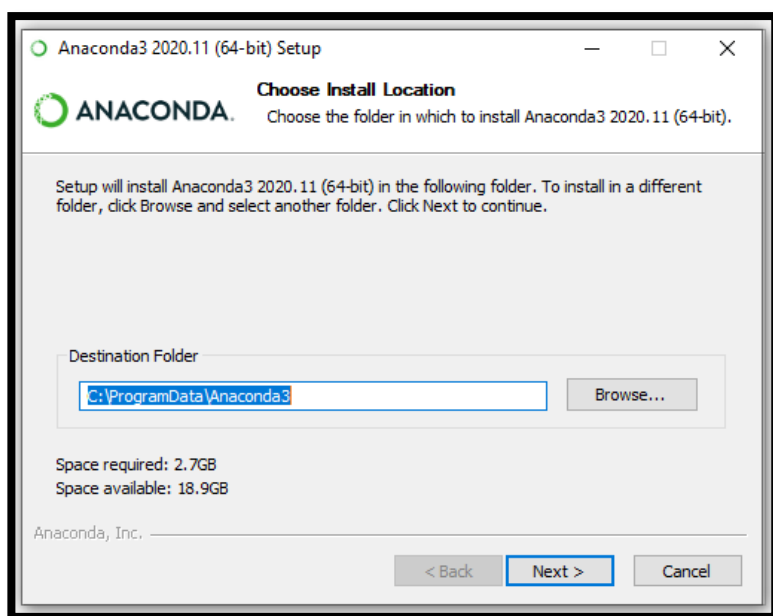 Anaconda3 2020.11 (64-bit) Setup
ANACONDA.
Choose Install Location
Choose the folder in which to install Anaconda3 2020.11 (64-bit).
Setup will install Anaconda3 2020.11 (64-bit) in the following folder. To install in a different
folder, click Browse and select another folder. Click Next to continue.
Destination Folder
C:\ProgramData\Anaconda3
Browse...
Space required: 2.7GB
Space available: 18.9GB
Anaconda, Inc.
< Back
Next >
Cancel